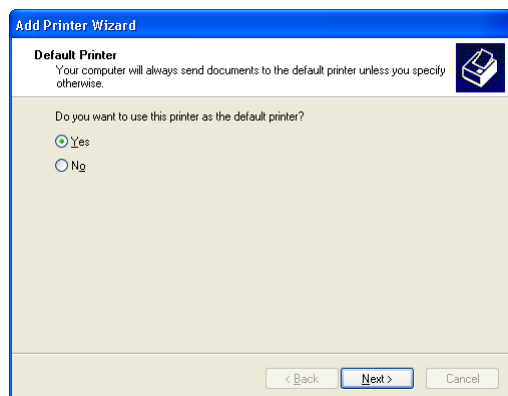 Add Printer Wizard
Default Printer
Your computer will always send documents to the default printer unless you specify
otherwise.
Do you want to use this printer as the default printer?
Yes
No
< Back
Next >
Cancel